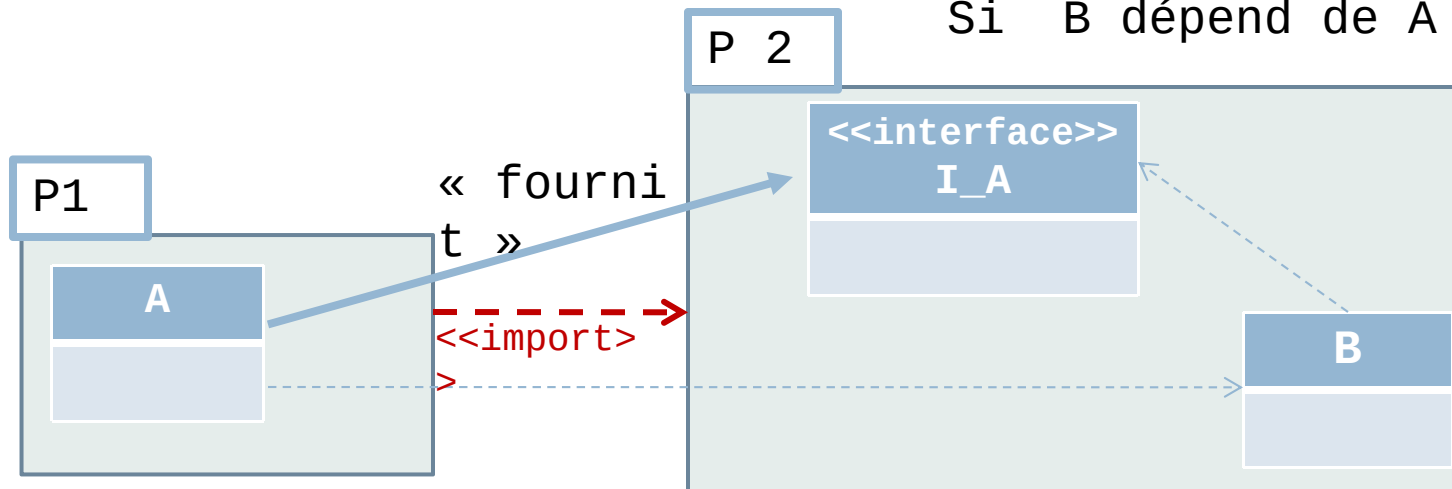 Si B dépend de A
P 2
<<interface>>
I_A
P1
« fourni
t »
A
<<import>
>
B